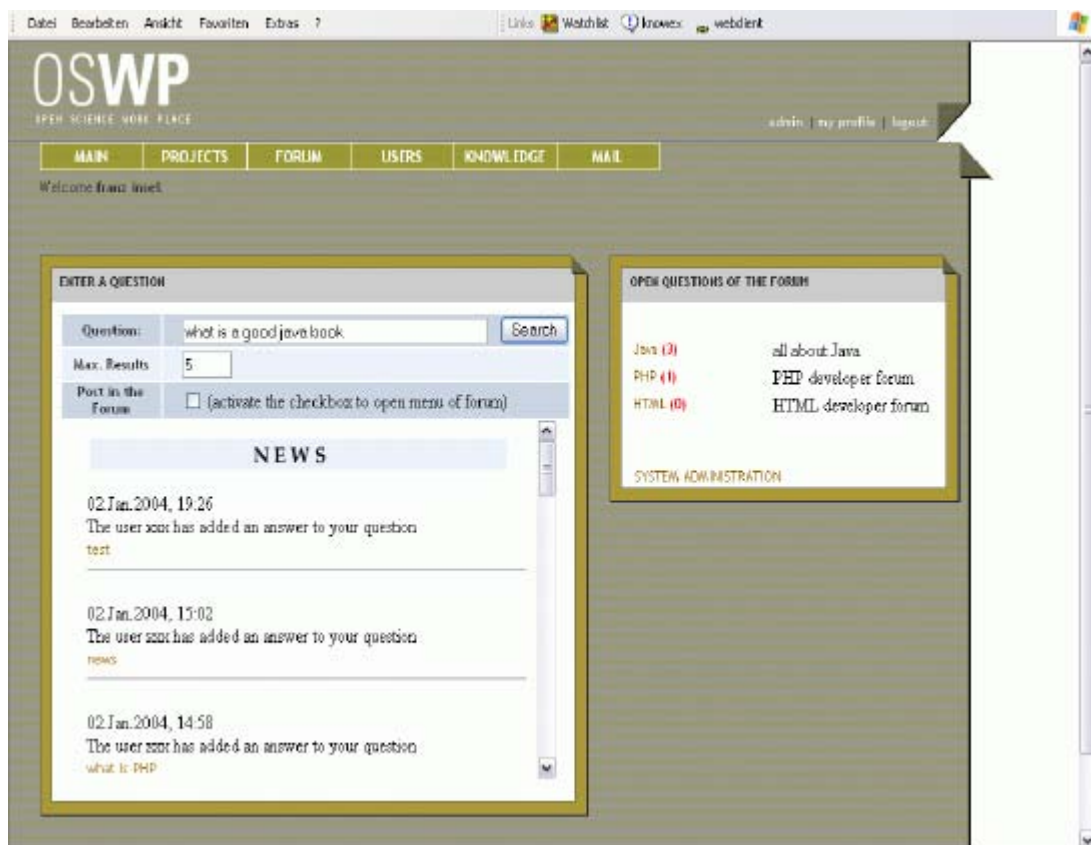 Datei Bearbeiten Ansicht Favoriten Extras ? Links Watchlist knowex webclient
OSWP
OPEN SCIENCE WORK PLACE
admin | my profile | logout
MAIN PROJECTS FORUM USERS KNOWLEDGE MAIL
Welcome franz insel.
ENTER A QUESTION
Question: what is a good java book Search
Max. Results 5
Post in the Forum (activate the checkbox to open menu of forum)
NEWS
02.Jan.2004, 19:26
The user xxx has added an answer to your question
test
02.Jan.2004, 15:02
The user xxx has added an answer to your question
news
02.Jan.2004, 14:58
The user xxx has added an answer to your question
what is PHP
OPEN QUESTIONS OF THE FORUM
Java (3) all about Java
PHP (1) PHP developer forum
HTML (0) HTML developer forum
SYSTEM ADMINISTRATION